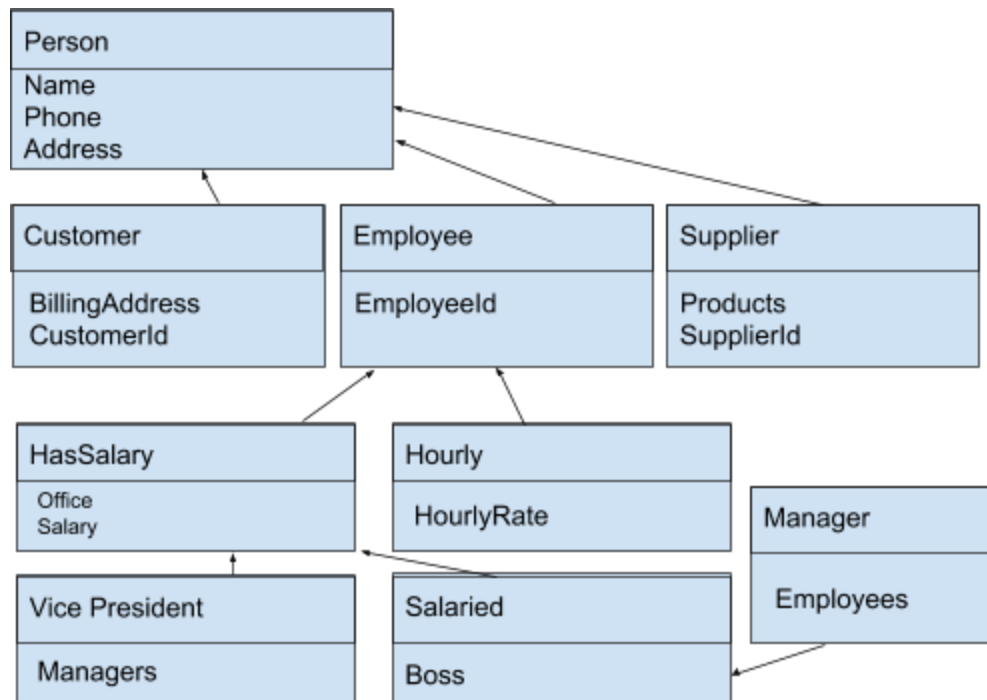 Person
Name
Phone
Address
Customer
BillingAddress
CustomerId
Employee
EmployeeId
Supplier
Products
SupplierId
HasSalary
Office
Salary
Hourly
HourlyRate
Manager
Employees
Vice President
Managers
Salaried
Boss